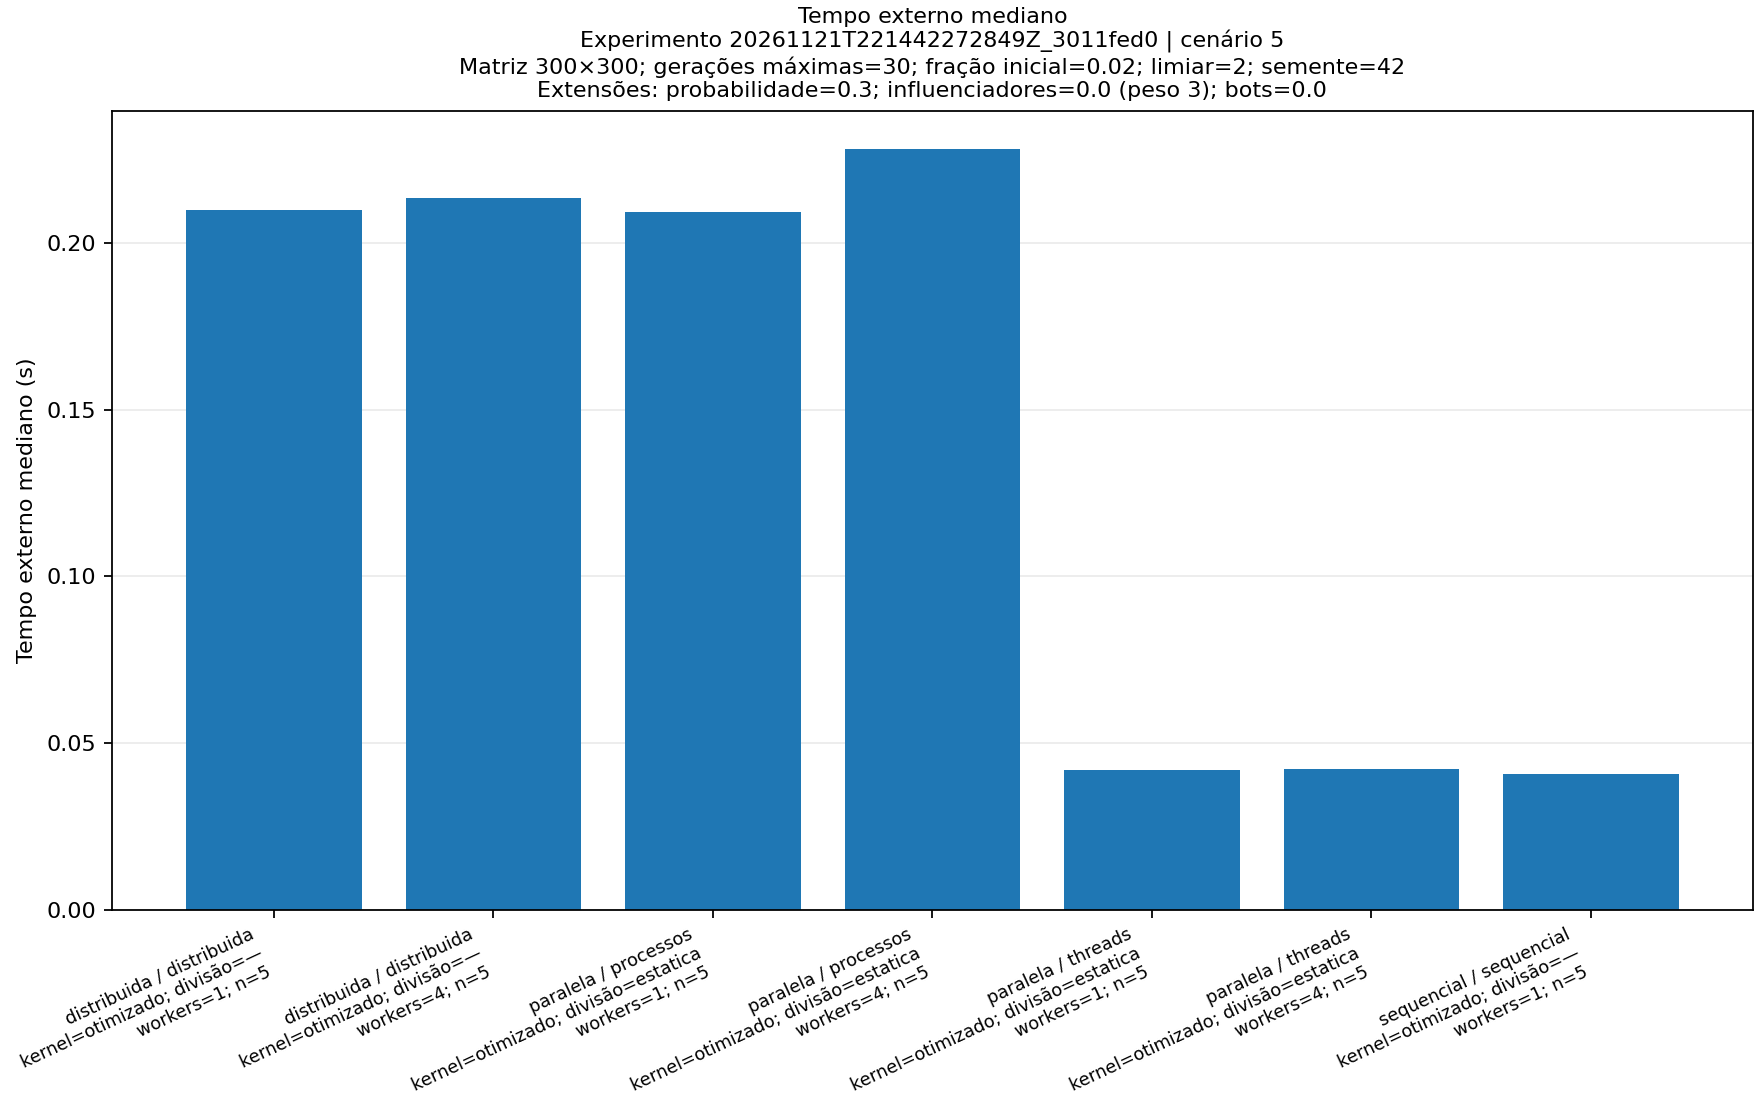 Tempo externo mediano
Experimento 20261121T221442272849Z_3011fed0 | cenário 5
Matriz 300×300; gerações máximas=30; fração inicial=0.02; limiar=2; semente=42
Extensões: probabilidade=0.3; influenciadores=0.0 (peso 3); bots=0.0
Tempo externo mediano (s)
0.20
0.15
0.10
0.05
0.00
distribuida / distribuida
kernel=otimizado; divisão=—
workers=1; n=5
distribuida / distribuida
kernel=otimizado; divisão=—
workers=4; n=5
paralela / processos
kernel=otimizado; divisão=estatica
workers=1; n=5
paralela / processos
kernel=otimizado; divisão=estatica
workers=4; n=5
paralela / threads
kernel=otimizado; divisão=estatica
workers=1; n=5
paralela / threads
kernel=otimizado; divisão=estatica
workers=4; n=5
sequencial / sequencial
kernel=otimizado; divisão=—
workers=1; n=5